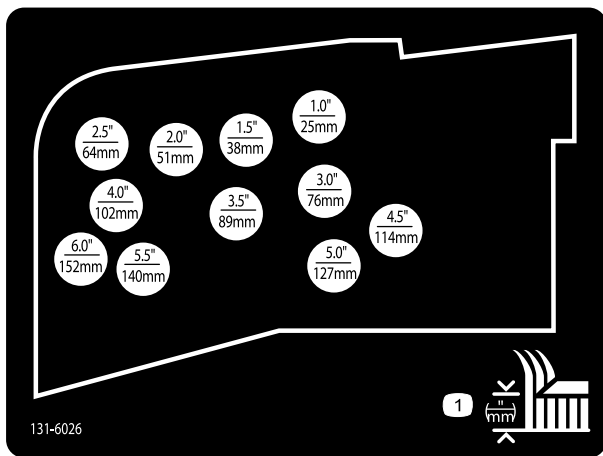 1.0"
25mm
1.5"
38mm
2.5"
64mm
2.0"
51mm
3.0"
76mm
4.0"
102mm
3.5"
89mm
4.5"
114mm
6.0"
152mm
5.5"
140mm
5.0"
127mm
1
(
"
mm
)
131-6026